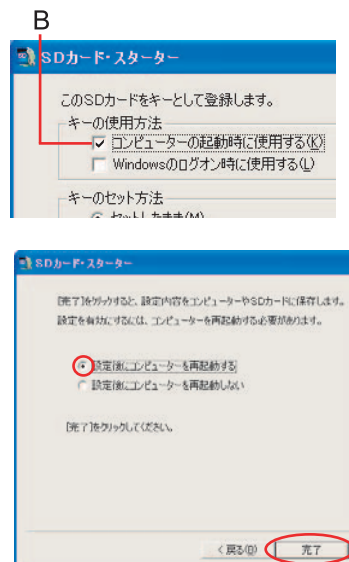 B
SDカード・スターター
このSDカードをキーとして登録します。
キーの使用方法
コンピューターの起動時に使用する(K)
Windowsのログオン時に使用する(L)
キーのセット方法
セットしたまま(M)
SDカード・スターター
[完了]をクリックすると、設定内容をコンピューターやSDカードに保存します。
設定を有効にするには、コンピューターを再起動する必要があります。
設定後にコンピューターを再起動する
設定後にコンピューターを再起動しない
[完了]をクリックしてください。
< 戻る(B) 完了